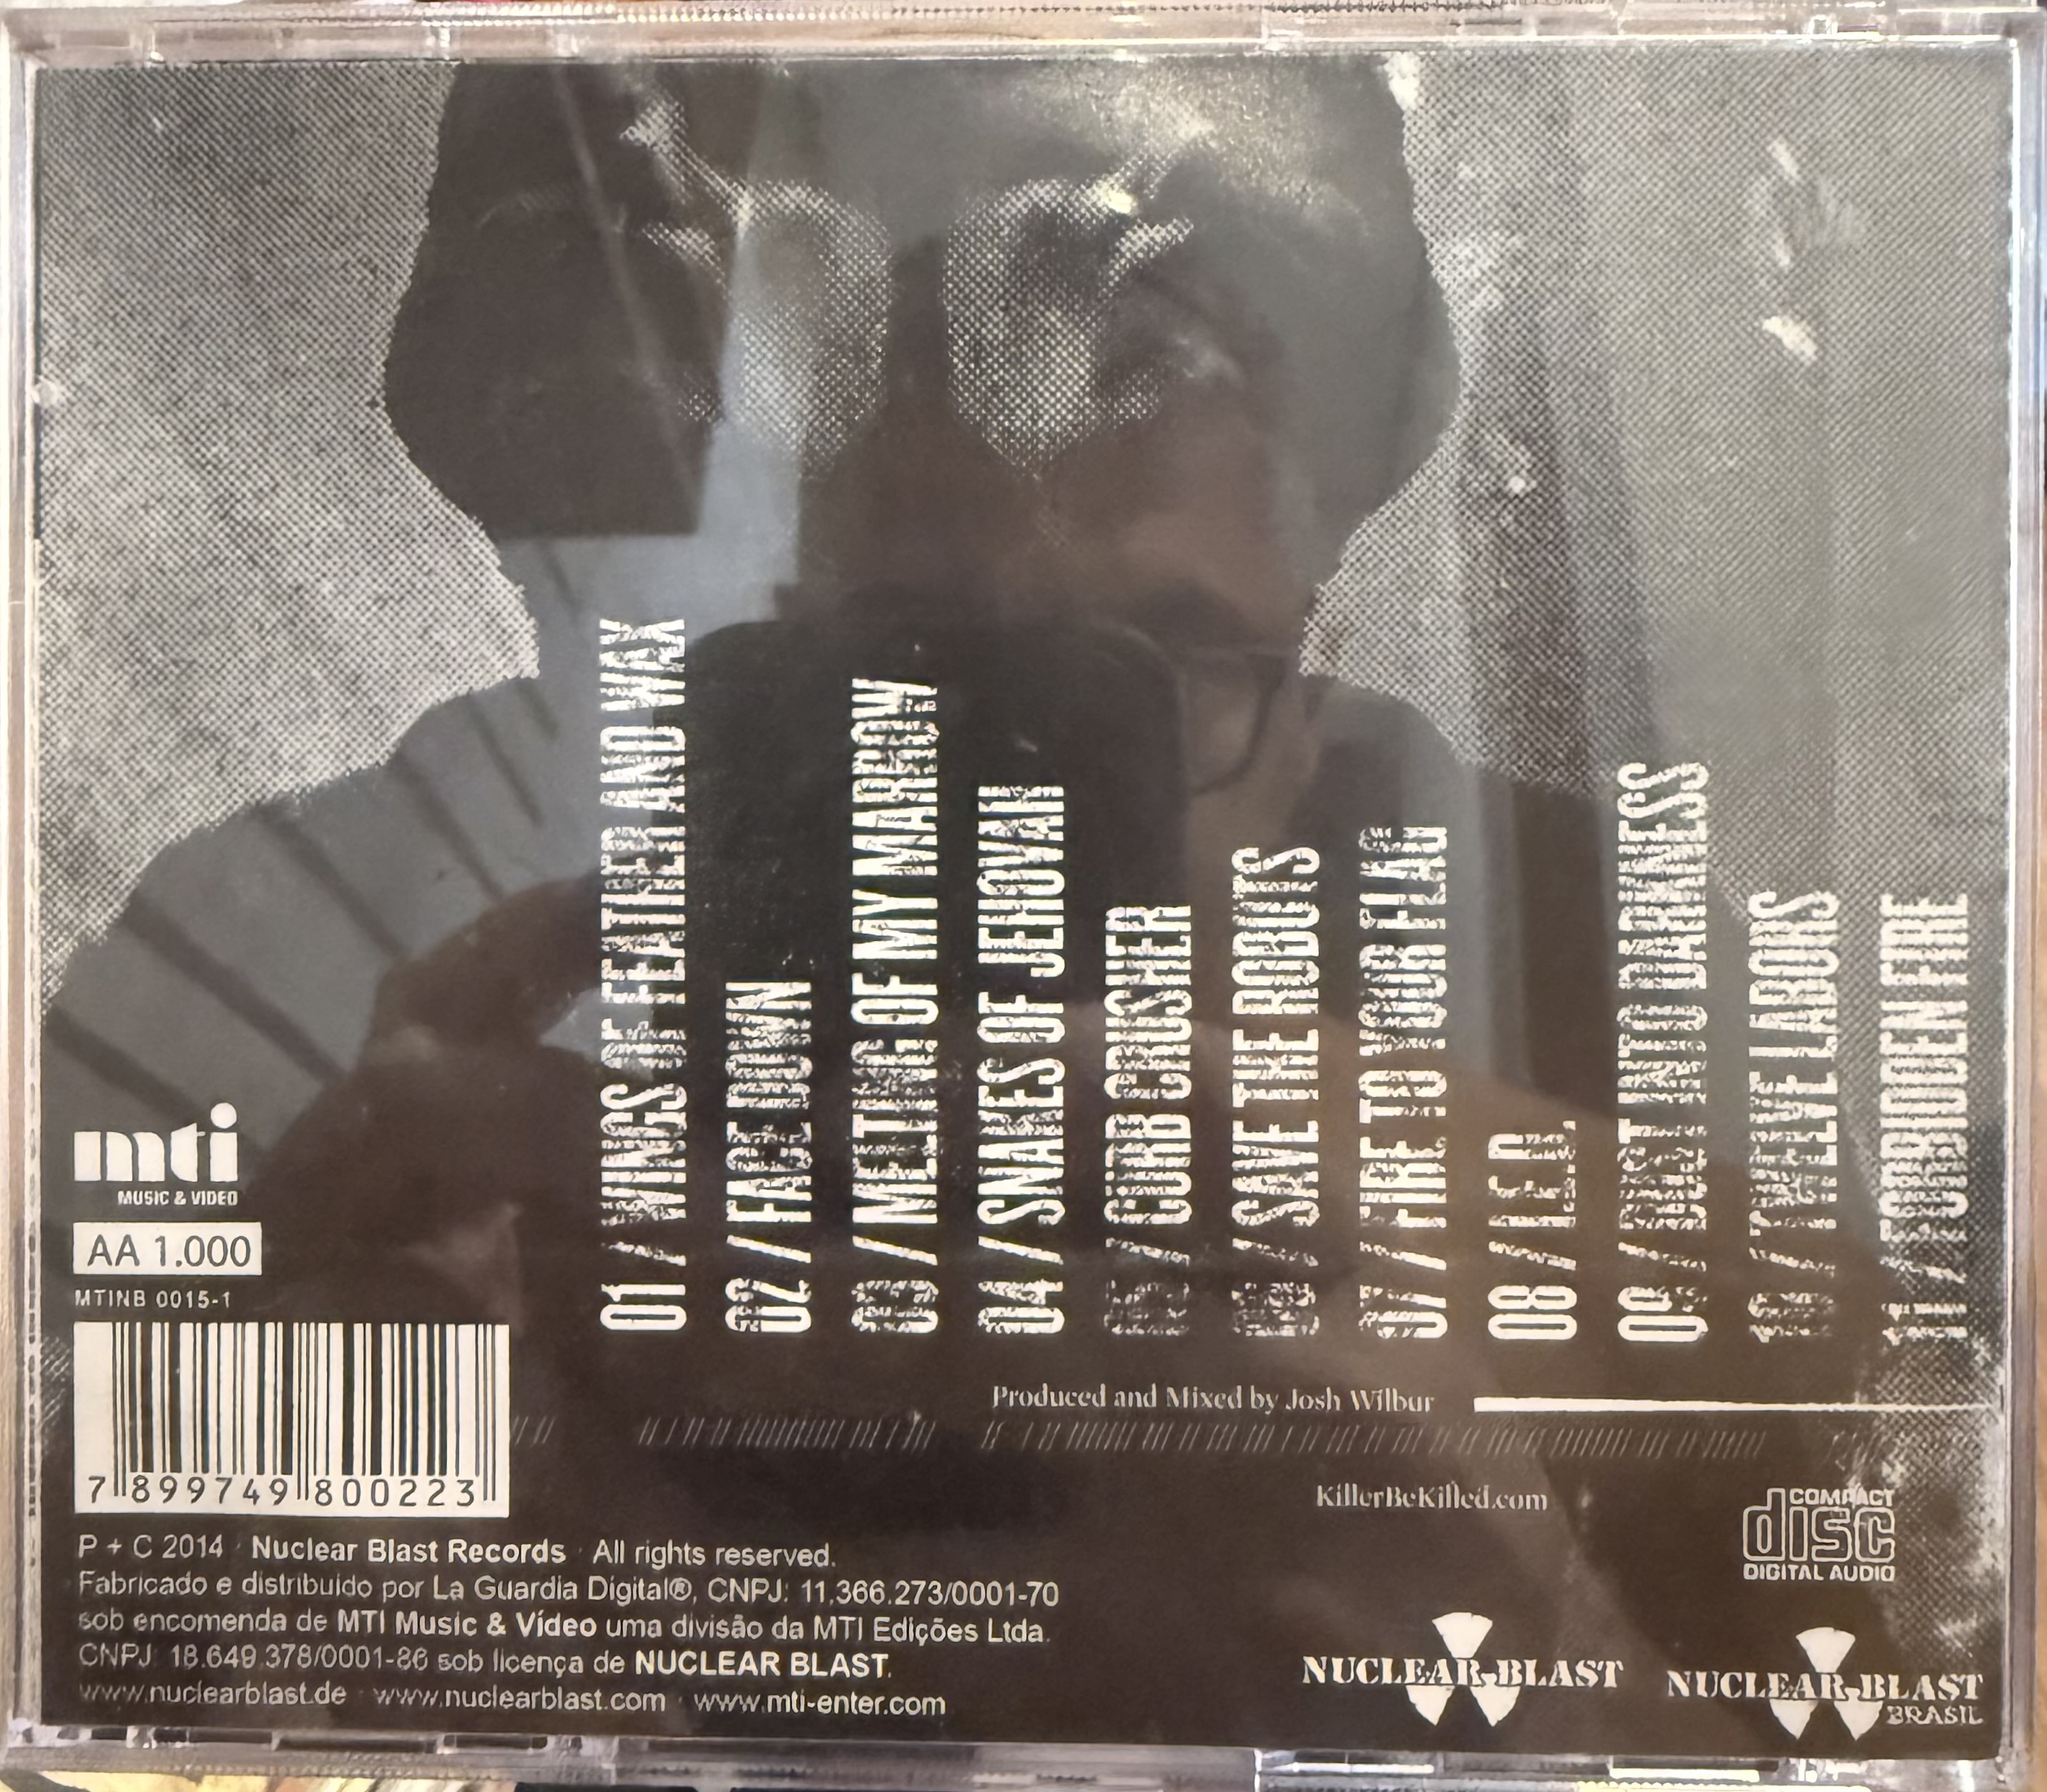 01 / WINGS OF FEATHER AND WAX
02 / FACE DOWN
03 / MELTING OF MY MARROW
04 / SNAKES OF JEHOVAH
05 / CURB CRUSHER
06 / SAVE THE ROBOTS
07 / FIRE TO YOUR FLAG
08 / I.E.D.
09 / DUST INTO DARKNESS
10 / TWELVE LABORS
11 / FORBIDDEN FIRE
Produced and Mixed by Josh Wilbur
KillerBeKilled.com
mti
MUSIC & VIDEO
AA 1.000
MTINB 0015-1
7 899749 800223
P + C 2014 · Nuclear Blast Records · All rights reserved.
Fabricado e distribuído por La Guardia Digital®, CNPJ: 11.366.273/0001-70
sob encomenda de MTI Music & Vídeo uma divisão da MTI Edições Ltda.
CNPJ: 18.649.378/0001-86 sob licença de NUCLEAR BLAST.
www.nuclearblast.de · www.nuclearblast.com · www.mti-enter.com
COMPACT
disc
DIGITAL AUDIO
NUCLEAR BLAST
NUCLEAR BLAST
BRASIL